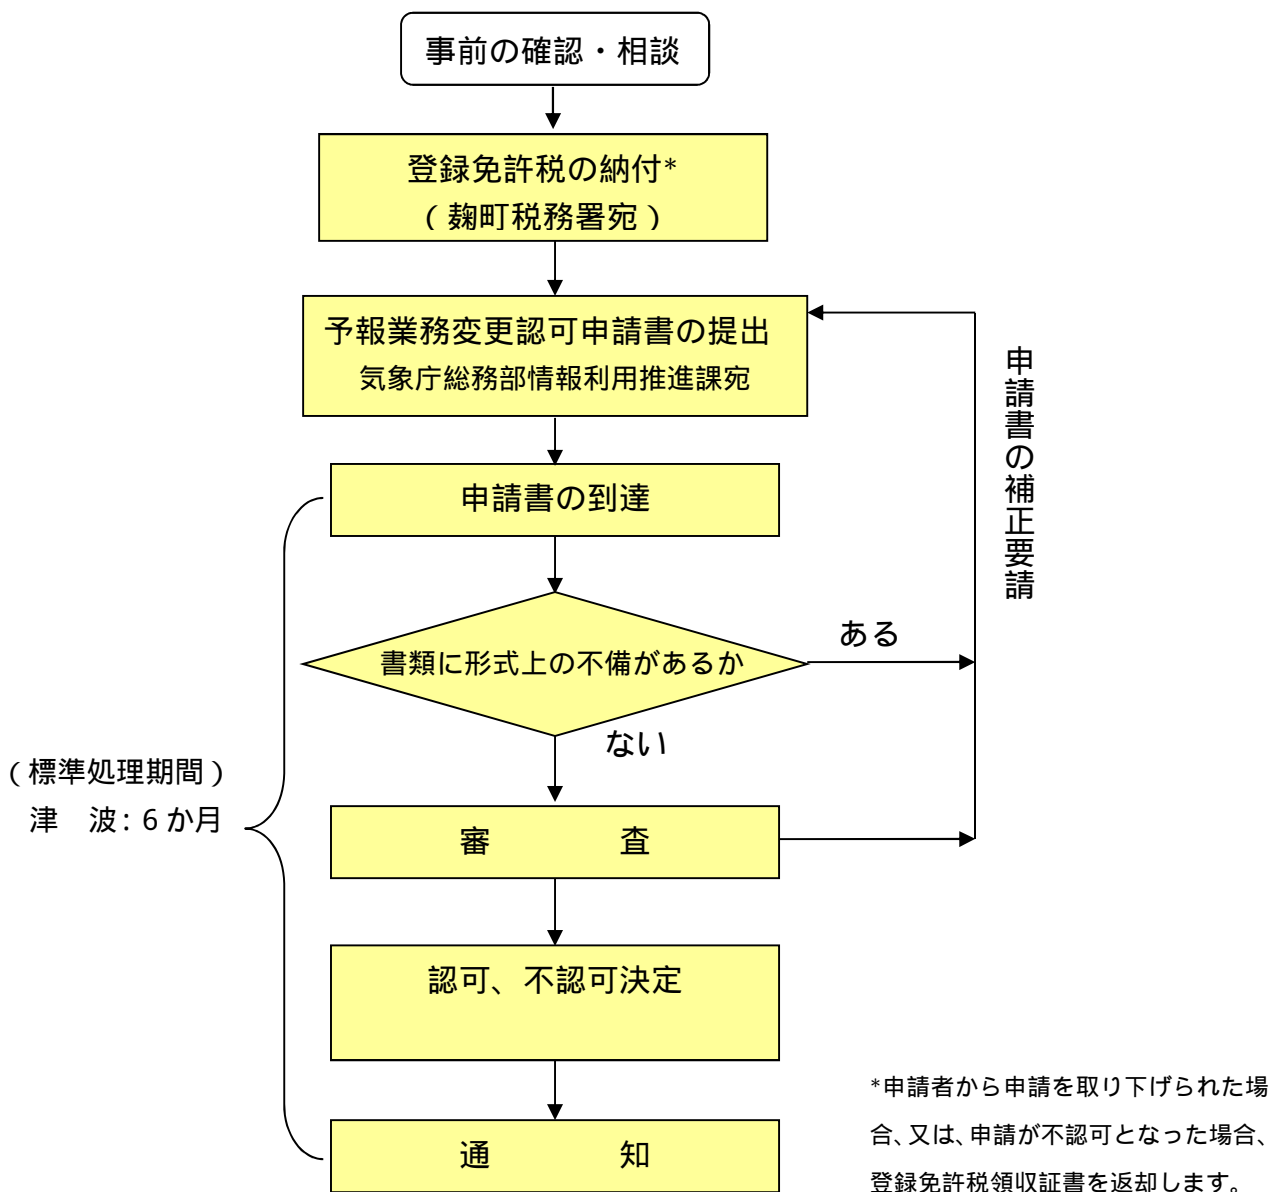 事前の確認・相談
登録免許税の納付*
（麹町税務署宛）
予報業務変更認可申請書の提出
気象庁総務部情報利用推進課宛
申請書の補正要請
申請書の到達
書類に形式上の不備があるか
ある
ない
（標準処理期間）
津　波：6か月
審　査
認可、不認可決定
通　知
*申請者から申請を取り下げられた場
合、又は、申請が不認可となった場合、
登録免許税領収証書を返却します。